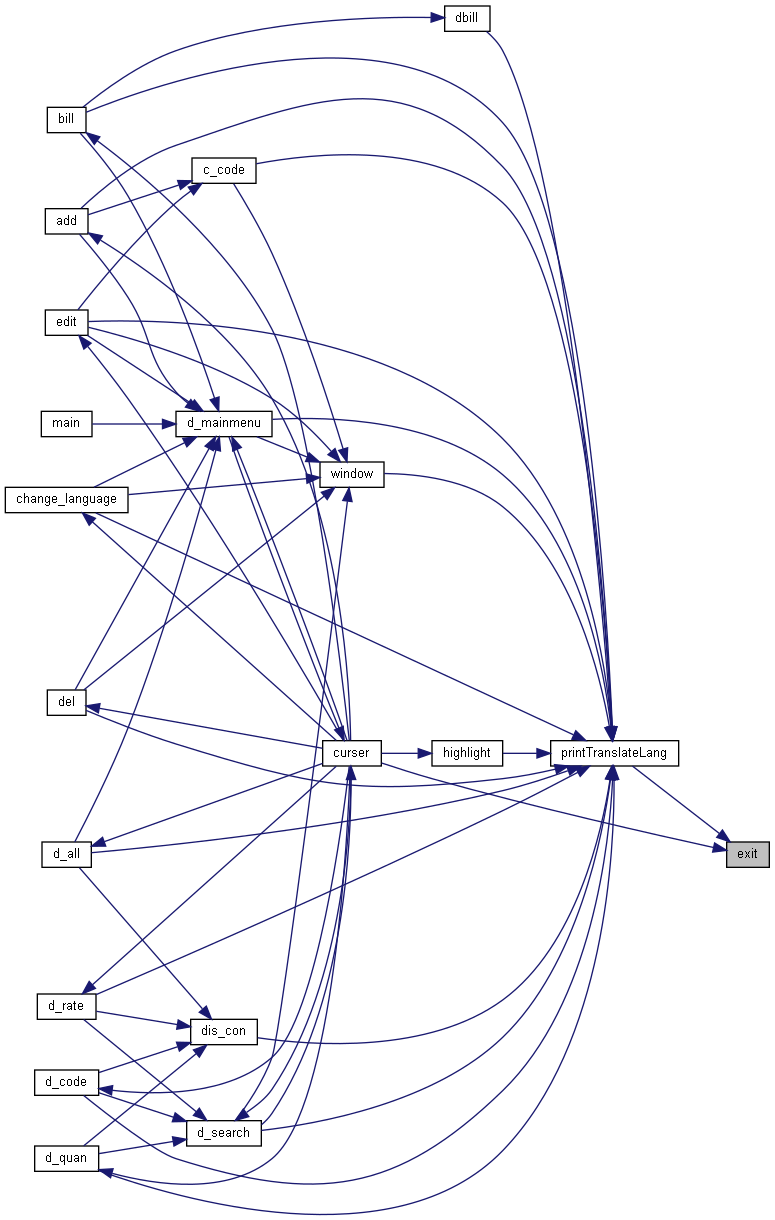 dbill
bill
c_code
add
edit
main
d_mainmenu
window
change_language
del
curser
highlight
printTranslateLang
d_all
exit
d_rate
dis_con
d_code
d_search
d_quan